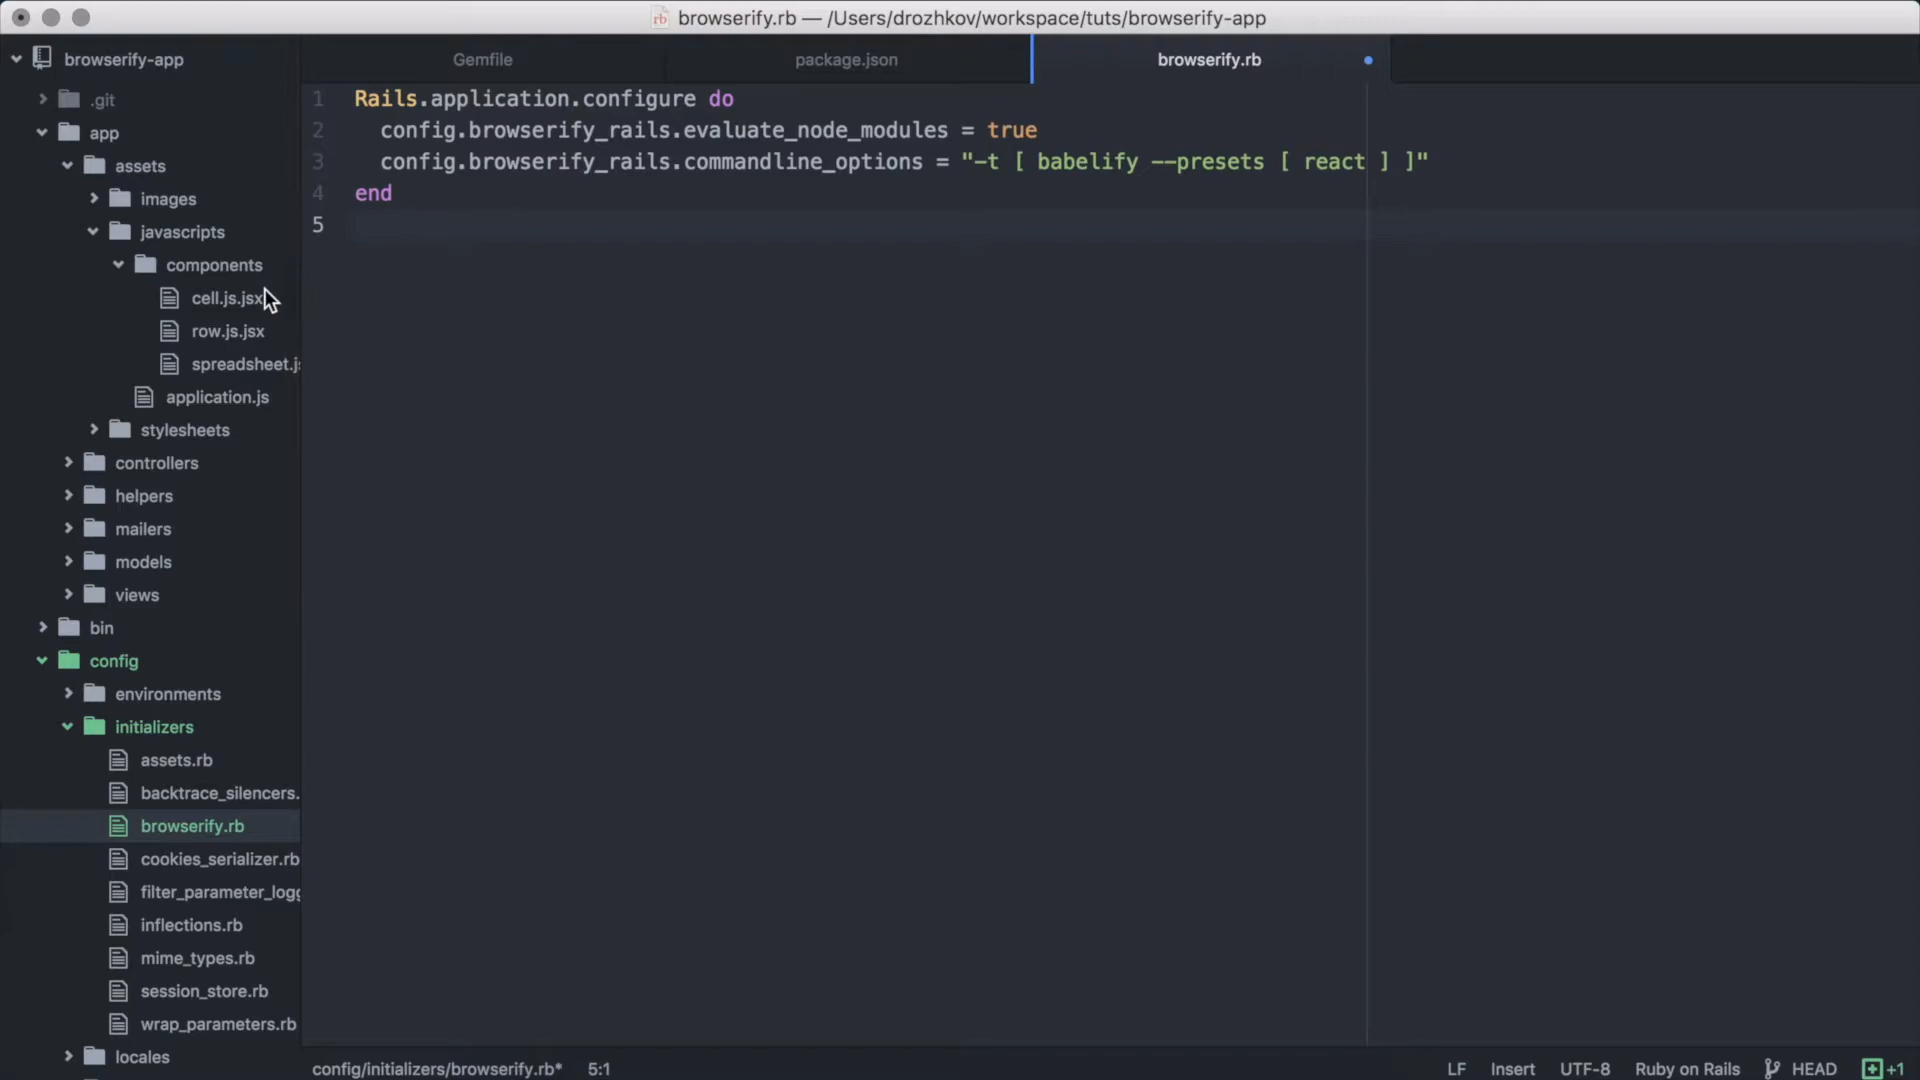 browserify.rb — /Users/drozhkov/workspace/tuts/browserify-app
browserify-app
Gemfile
package.json
browserify.rb
.git
app
assets
images
javascripts
components
cell.js.jsx
row.js.jsx
spreadsheet.js
application.js
stylesheets
controllers
helpers
mailers
models
views
bin
config
environments
initializers
assets.rb
backtrace_silencers.
browserify.rb
cookies_serializer.rb
filter_parameter_logg
inflections.rb
mime_types.rb
session_store.rb
wrap_parameters.rb
locales
1 Rails.application.configure do
2 config.browserify_rails.evaluate_node_modules = true
3 config.browserify_rails.commandline_options = "-t [ babelify --presets [ react ] ]"
4 end
5
config/initializers/browserify.rb* 5:1
LF Insert UTF-8 Ruby on Rails HEAD +1